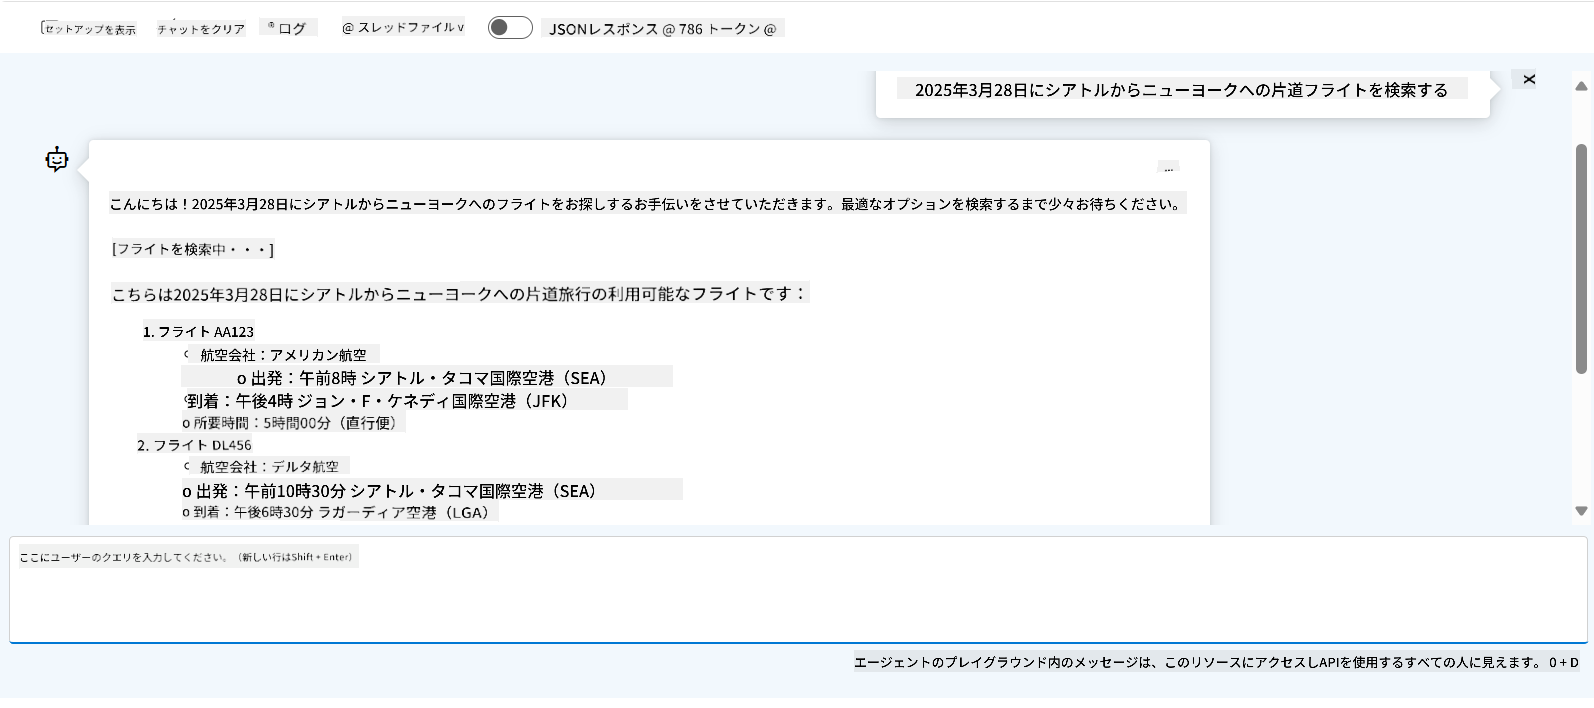 セットアップを表示 チャットをクリア ® ログ @ スレッドファイル v JSONレスポンス @ 786 トークン @
2025年3月28日にシアトルからニューヨークへの片道フライトを検索する X
...
こんにちは！2025年3月28日にシアトルからニューヨークへのフライトをお探しするお手伝いをさせていただきます。最適なオプションを検索するまで少々お待ちください。
[フライトを検索中・・・]
こちらは2025年3月28日にシアトルからニューヨークへの片道旅行の利用可能なフライトです：
1. フライト AA123
航空会社：アメリカン航空
o 出発：午前8時 シアトル・タコマ国際空港（SEA）
到着：午後4時 ジョン・F・ケネディ国際空港（JFK）
o 所要時間：5時間00分（直行便）
2. フライト DL456
航空会社：デルタ航空
o 出発：午前10時30分 シアトル・タコマ国際空港（SEA）
o 到着：午後6時30分 ラガーディア空港（LGA）
ここにユーザーのクエリを入力してください。（新しい行はShift + Enter）
エージェントのプレイグラウンド内のメッセージは、このリソースにアクセスしAPIを使用するすべての人に見えます。 0 + D